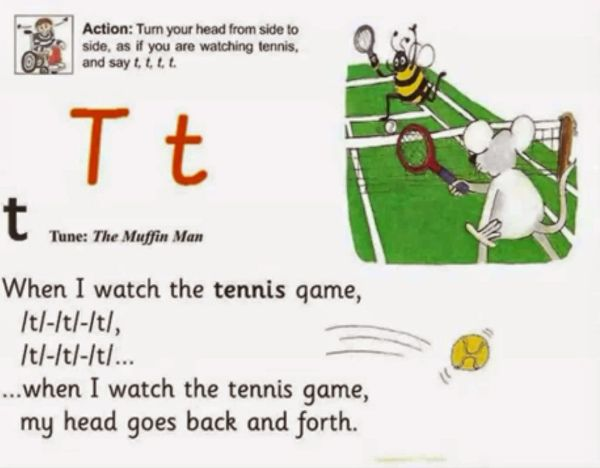 Action: Turn your head from side to
side, as if you are watching tennis,
and say t, t, t, t.
T t
t
Tune: The Muffin Man
When I watch the tennis game,
/t/-/t/-/t/,
/t/-/t/-/t/...
...when I watch the tennis game,
my head goes back and forth.